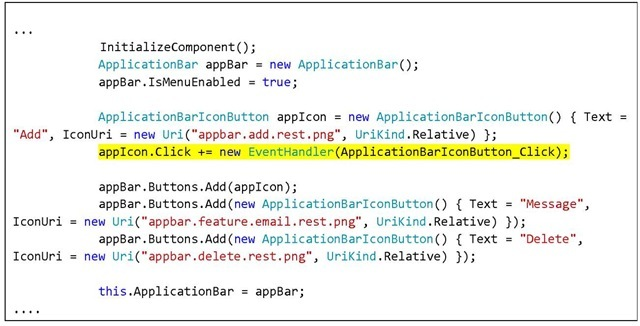 ...
InitializeComponent();
ApplicationBar appBar = new ApplicationBar();
appBar.IsMenuEnabled = true;
ApplicationBarIconButton appIcon = new ApplicationBarIconButton() { Text =
"Add", IconUri = new Uri("appbar.add.rest.png", UriKind.Relative) };
appIcon.Click += new EventHandler(ApplicationBarIconButton_Click);
appBar.Buttons.Add(appIcon);
appBar.Buttons.Add(new ApplicationBarIconButton() { Text = "Message",
IconUri = new Uri("appbar.feature.email.rest.png", UriKind.Relative) });
appBar.Buttons.Add(new ApplicationBarIconButton() { Text = "Delete",
IconUri = new Uri("appbar.delete.rest.png", UriKind.Relative) });
this.ApplicationBar = appBar;
....